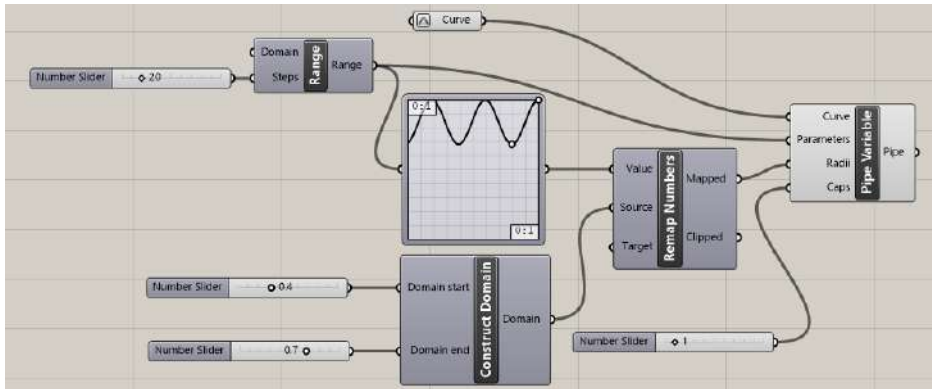 Curve
Domain
Steps
Range
Range
Number Slider
20
0:1
0:1
Curve
Parameters
Radii
Caps
Pipe Variable
Pipe
Value
Source
Target
Remap Numbers
Mapped
Clipped
Number Slider
0.4
Number Slider
0.7
Domain start
Domain end
Construct Domain
Domain
Number Slider
1